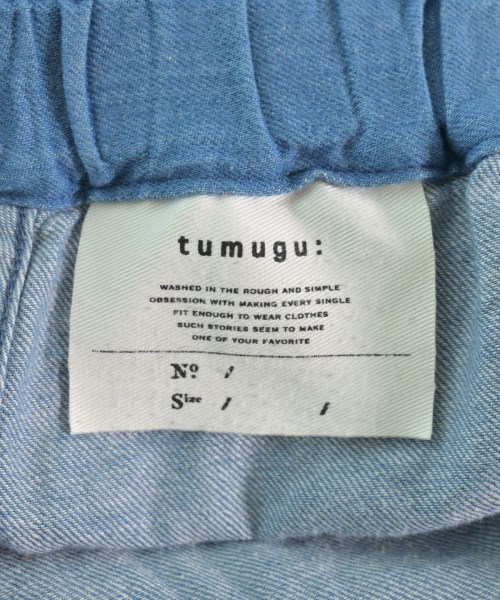 tumugu:
WASHED IN THE ROUGH AND SIMPLE
OBSESSION WITH MAKING EVERY SINGLE
FIT ENOUGH TO WEAR CLOTHES
SUCH STORIES SEEM TO MAKE
ONE OF YOUR FAVORITE
Nº /
Size / /